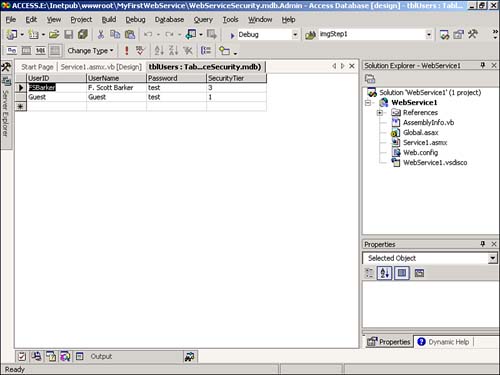 ACCESS.E:\Inetpub\wwwroot\MyFirstWebService\WebServiceSecurity.mdb.Admin - Access Database [design] - tblUsers : Tabl...
File Edit View Project Build Debug Database Query Tools Window Help
Debug imgStep1
Change Type
Start Page Service1.asmx.vb [Design] tblUsers : Tab...ceSecurity.mdb)
Server Explorer
UserID UserName Password SecurityTier
FSBarker F. Scott Barker test 3
Guest Guest test 1
Solution Explorer - WebService1
Solution 'WebService1' (1 project)
WebService1
References
AssemblyInfo.vb
Global.asax
Service1.asmx
Web.config
WebService1.vsdisco
Properties
Selected Object
Properties Dynamic Help
Output
Ready